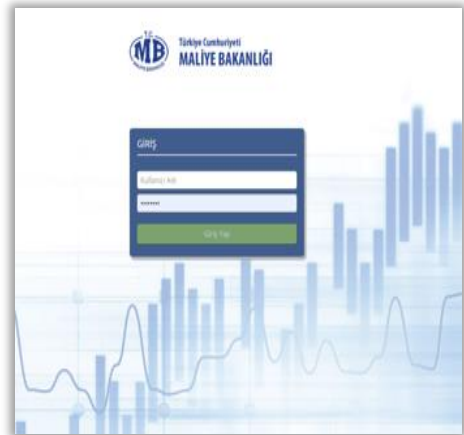 T.C.
MB
Türkiye Cumhuriyeti
MALİYE BAKANLIĞI
GİRİŞ
Kullanıcı Adı
Giriş Yap